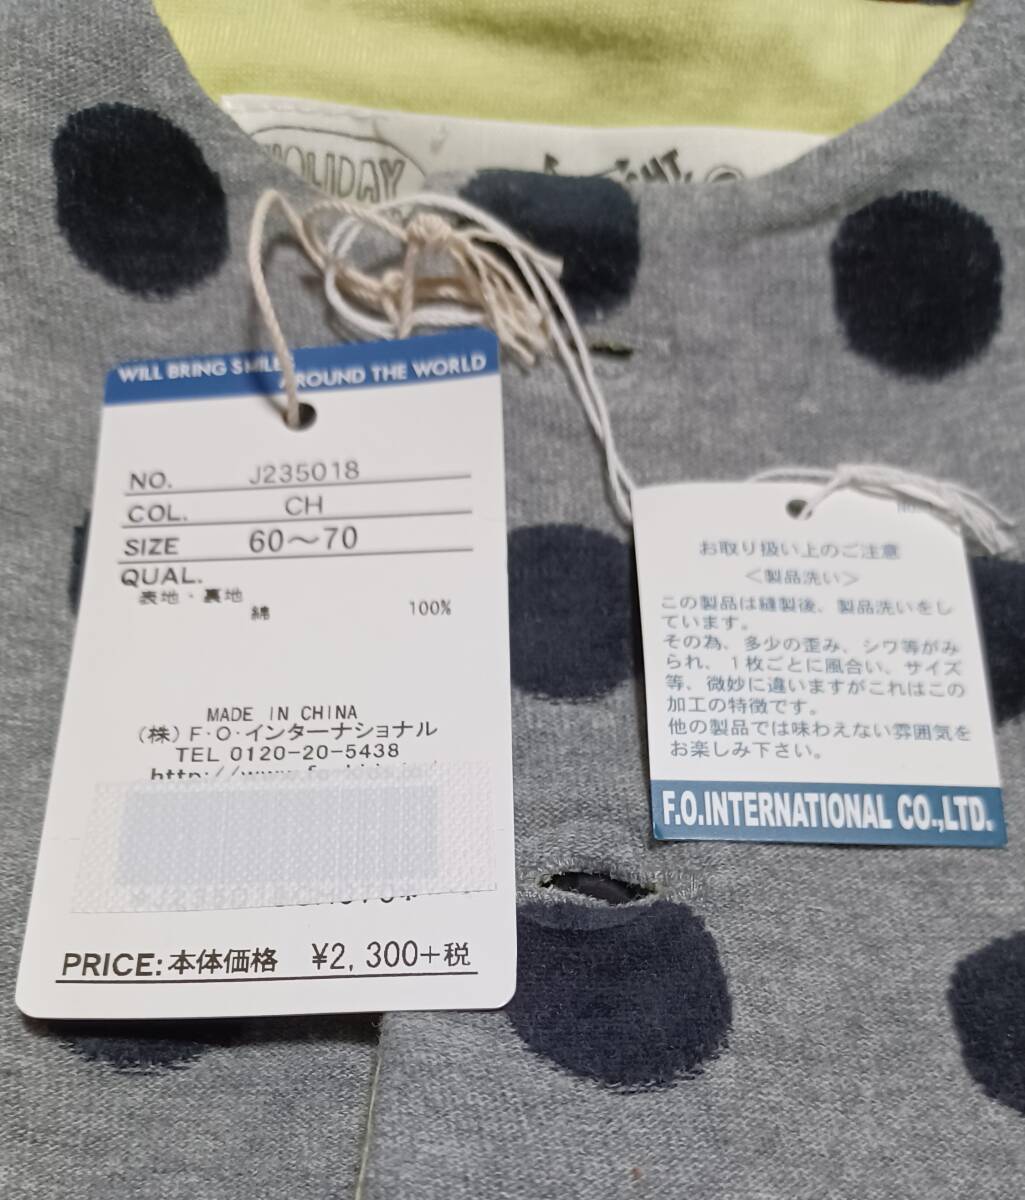 HOLIDAY
WILL BRING SMILE
AROUND THE WORLD
NO. J235018
COL. CH
SIZE 60～70
QUAL.
表地・裏地
綿 100%
MADE IN CHINA
(株)F・O・インターナショナル
TEL 0120-20-5438
PRICE:本体価格 ¥2,300+税
お取り扱い上のご注意
＜製品洗い＞
この製品は縫製後、製品洗いをし
ています。
その為、多少の歪み、シワ等がみ
られ、１枚ごとに風合い、サイズ
等、微妙に違いますがこれはこの
加工の特徴です。
他の製品では味わえない雰囲気を
お楽しみ下さい。
F.O.INTERNATIONAL CO.,LTD.